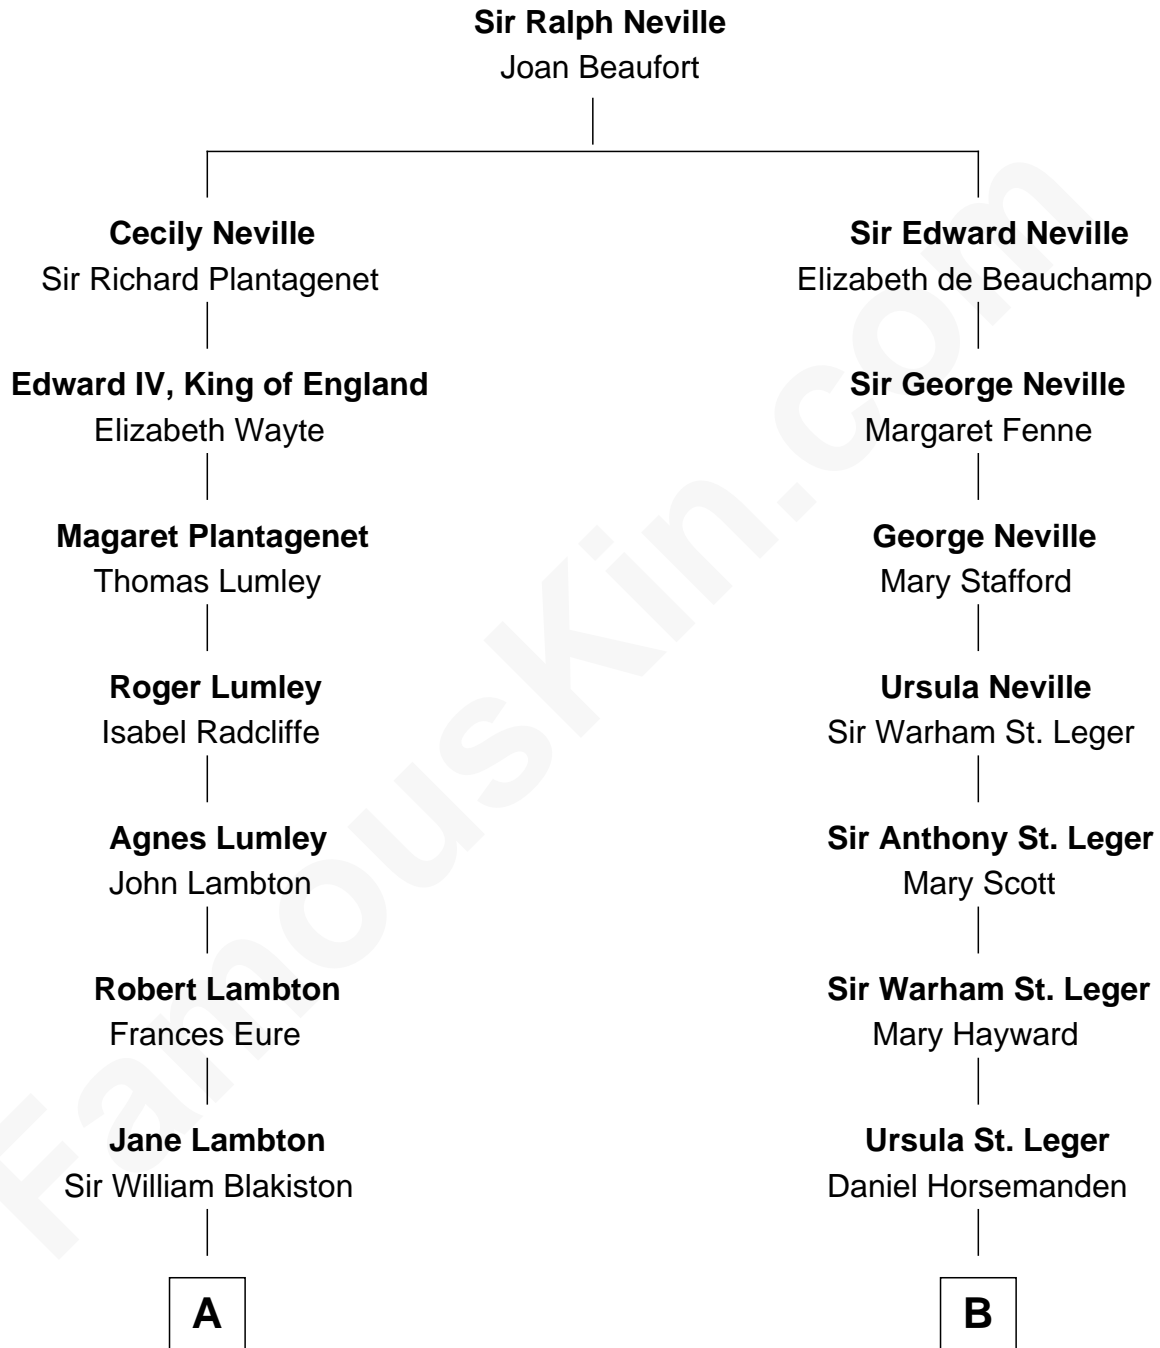 Sir Ralph Neville
Joan Beaufort
Cecily Neville
Sir Richard Plantagenet
Sir Edward Neville
Elizabeth de Beauchamp
Edward IV, King of England
Elizabeth Wayte
Sir George Neville
Margaret Fenne
Magaret Plantagenet
Thomas Lumley
George Neville
Mary Stafford
Roger Lumley
Isabel Radcliffe
Ursula Neville
Sir Warham St. Leger
Agnes Lumley
John Lambton
Sir Anthony St. Leger
Mary Scott
Robert Lambton
Frances Eure
Sir Warham St. Leger
Mary Hayward
Jane Lambton
Sir William Blakiston
Ursula St. Leger
Daniel Horsemanden
A
B
FamousKin.com